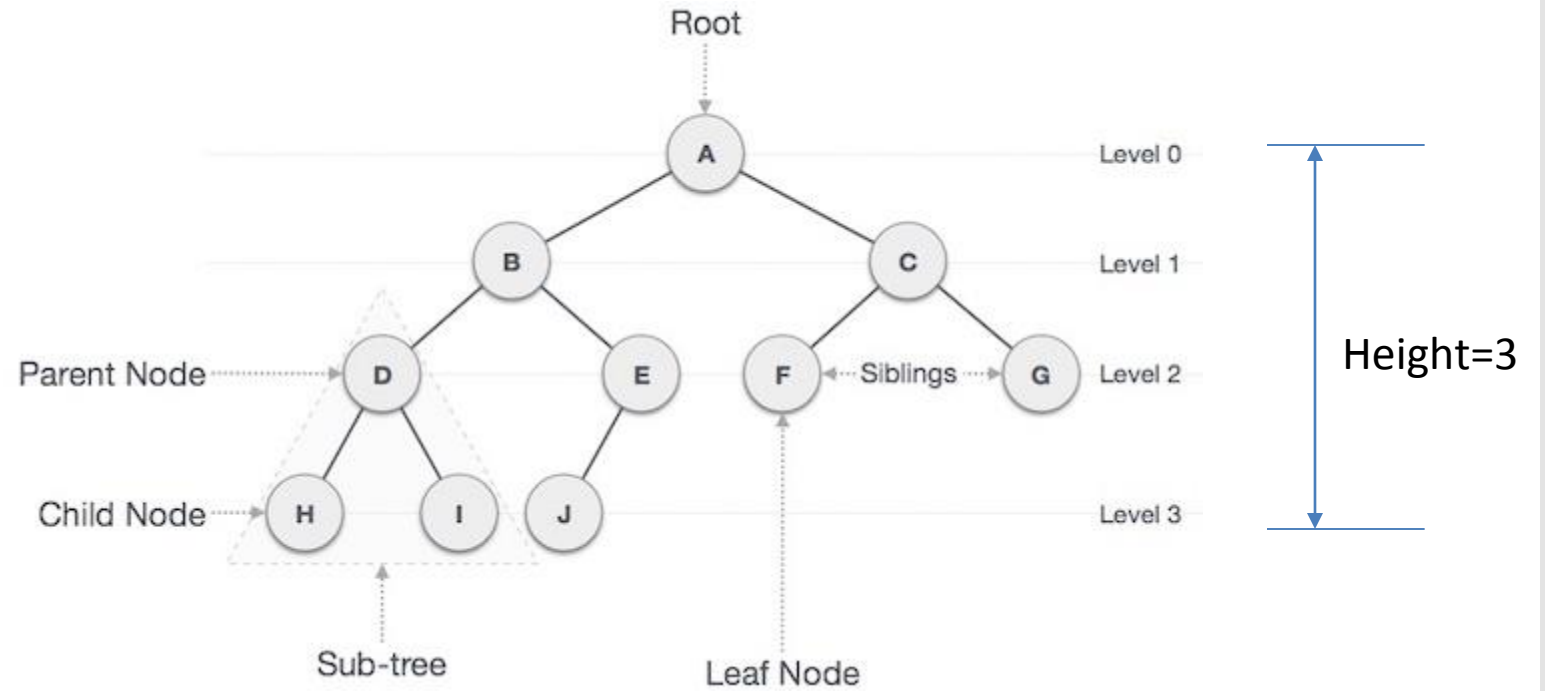 Root
A
Level 0
B
C
Level 1
Parent Node
D
E
F
Siblings
G
Level 2
Height=3
Child Node
H
I
J
Level 3
Sub-tree
Leaf Node